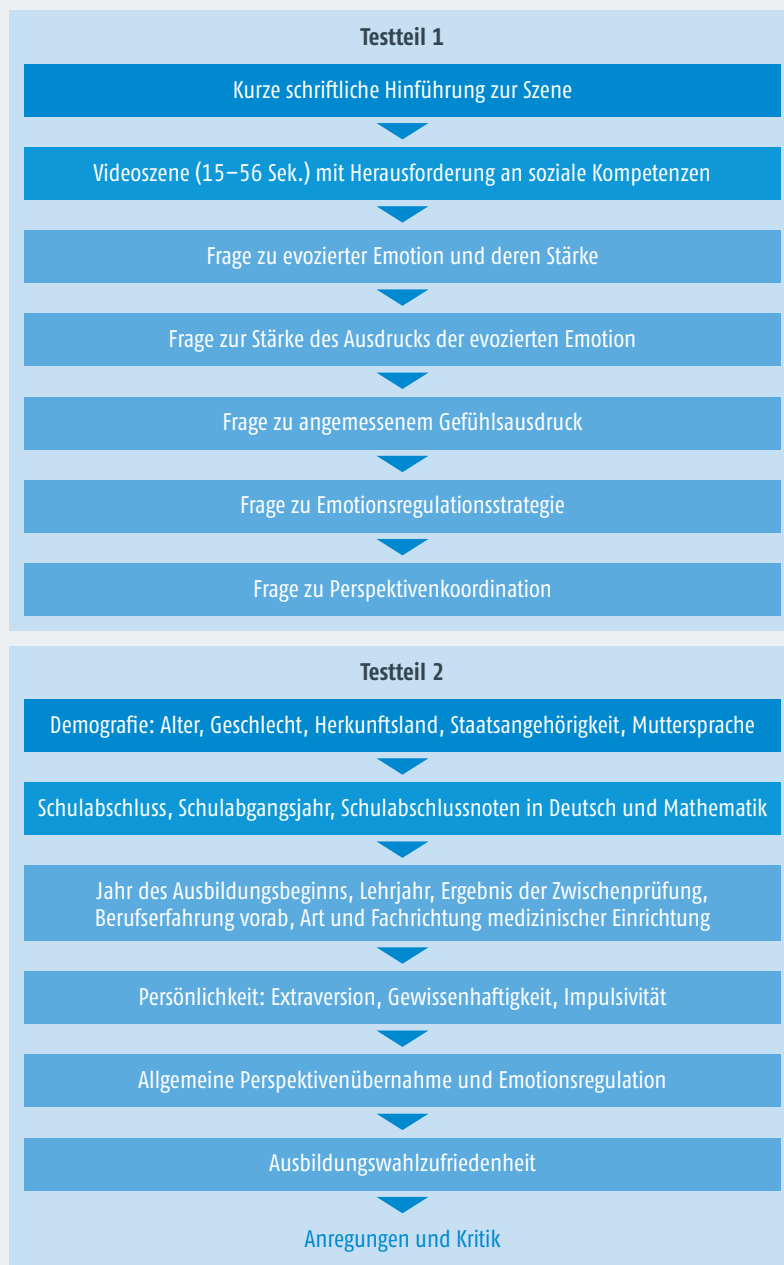 Testteil 1
Kurze schriftliche Hinführung zur Szene
Videoszene (15–56 Sek.) mit Herausforderung an soziale Kompetenzen
Frage zu evozierter Emotion und deren Stärke
Frage zur Stärke des Ausdrucks der evozierten Emotion
Frage zu angemessenem Gefühlsausdruck
Frage zu Emotionsregulationsstrategie
Frage zu Perspektivenkoordination
Testteil 2
Demografie: Alter, Geschlecht, Herkunftsland, Staatsangehörigkeit, Muttersprache
Schulabschluss, Schulabgangsjahr, Schulabschlussnoten in Deutsch und Mathematik
Jahr des Ausbildungsbeginns, Lehrjahr, Ergebnis der Zwischenprüfung,
Berufserfahrung vorab, Art und Fachrichtung medizinischer Einrichtung
Persönlichkeit: Extraversion, Gewissenhaftigkeit, Impulsivität
Allgemeine Perspektivenübernahme und Emotionsregulation
Ausbildungswahlzufriedenheit
Anregungen und Kritik